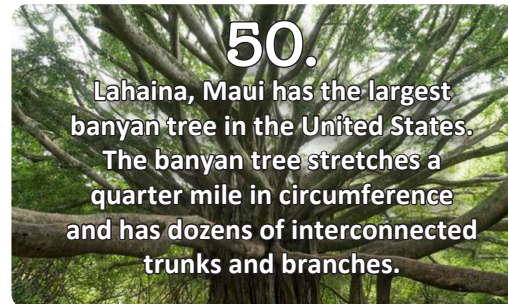 50.
Lahaina, Maui has the largest
banyan tree in the United States.
The banyan tree stretches a
quarter mile in circumference
and has dozens of interconnected
trunks and branches.